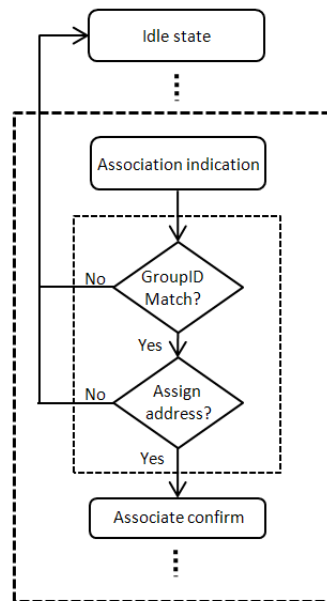 Idle state
Association indication
No
GroupID
Match?
Yes
No
Assign
address?
Yes
Associate confirm